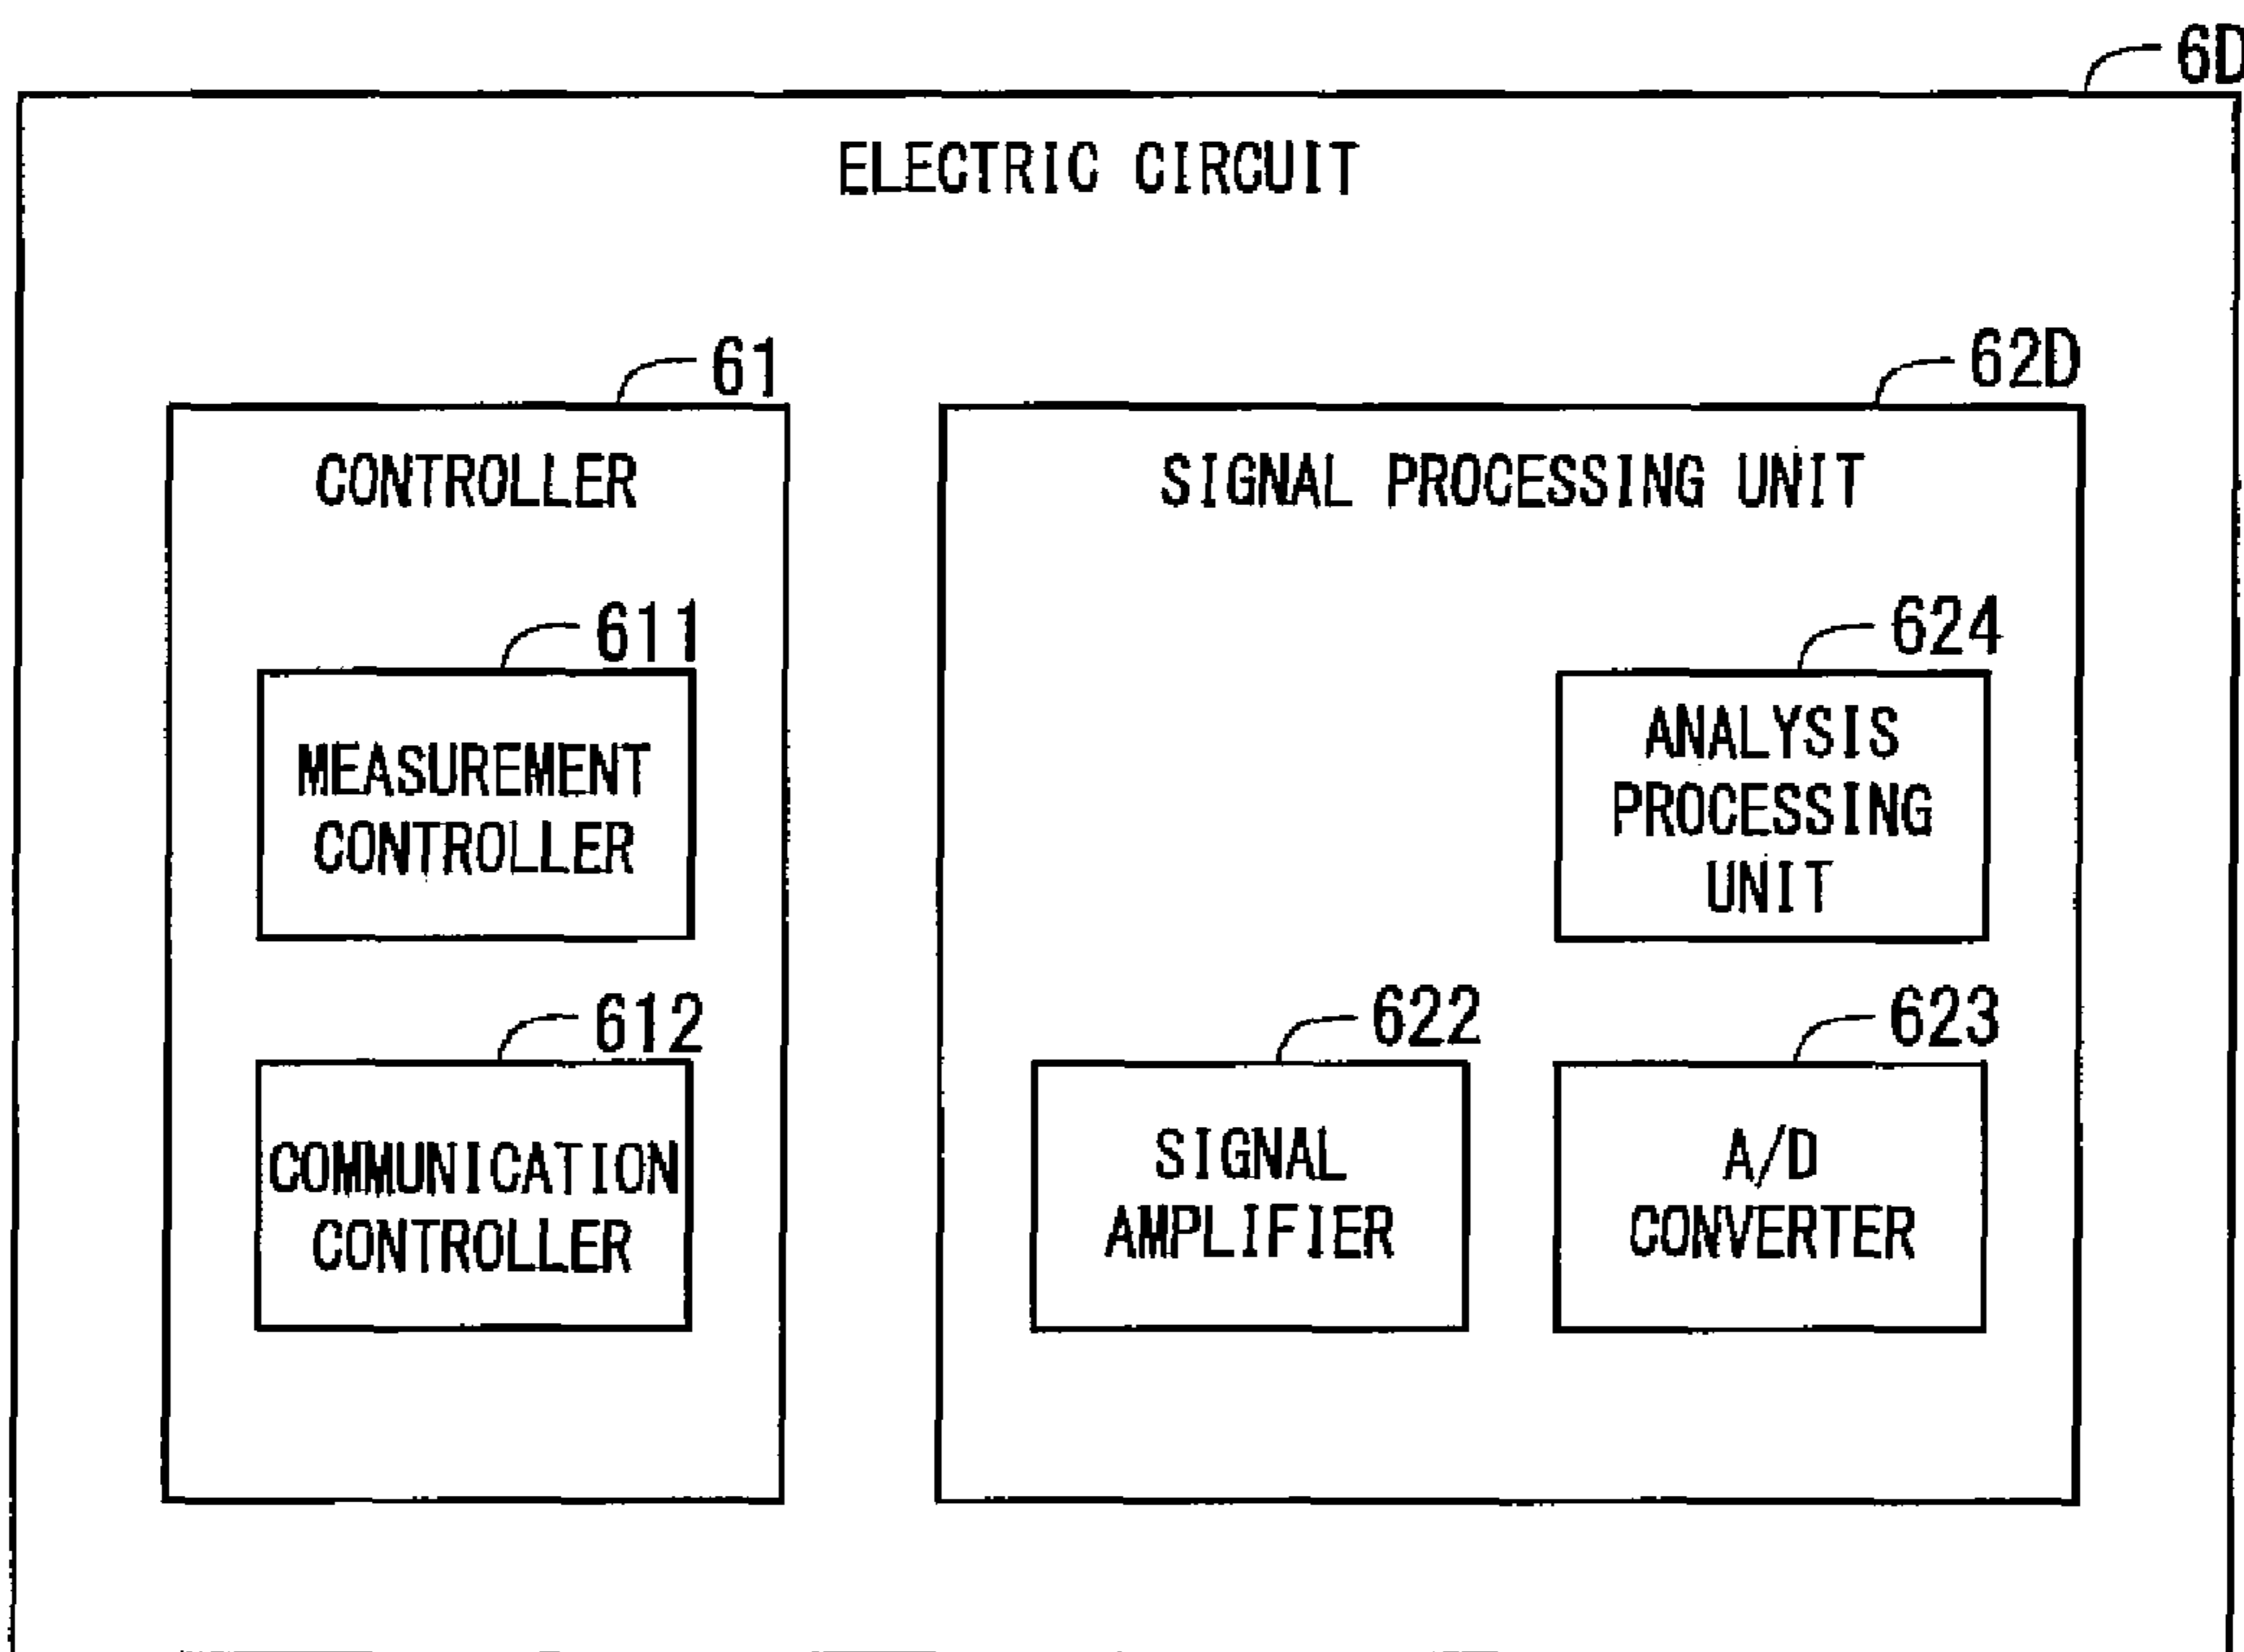 6D
ELECTRIC CIRCUIT
61
CONTROLLER
611
MEASUREMENT
CONTROLLER
612
COMMUNICATION
CONTROLLER
62D
SIGNAL PROCESSING UNIT
624
ANALYSIS
PROCESSING
UNIT
622
SIGNAL
AMPLIFIER
623
A/D
CONVERTER